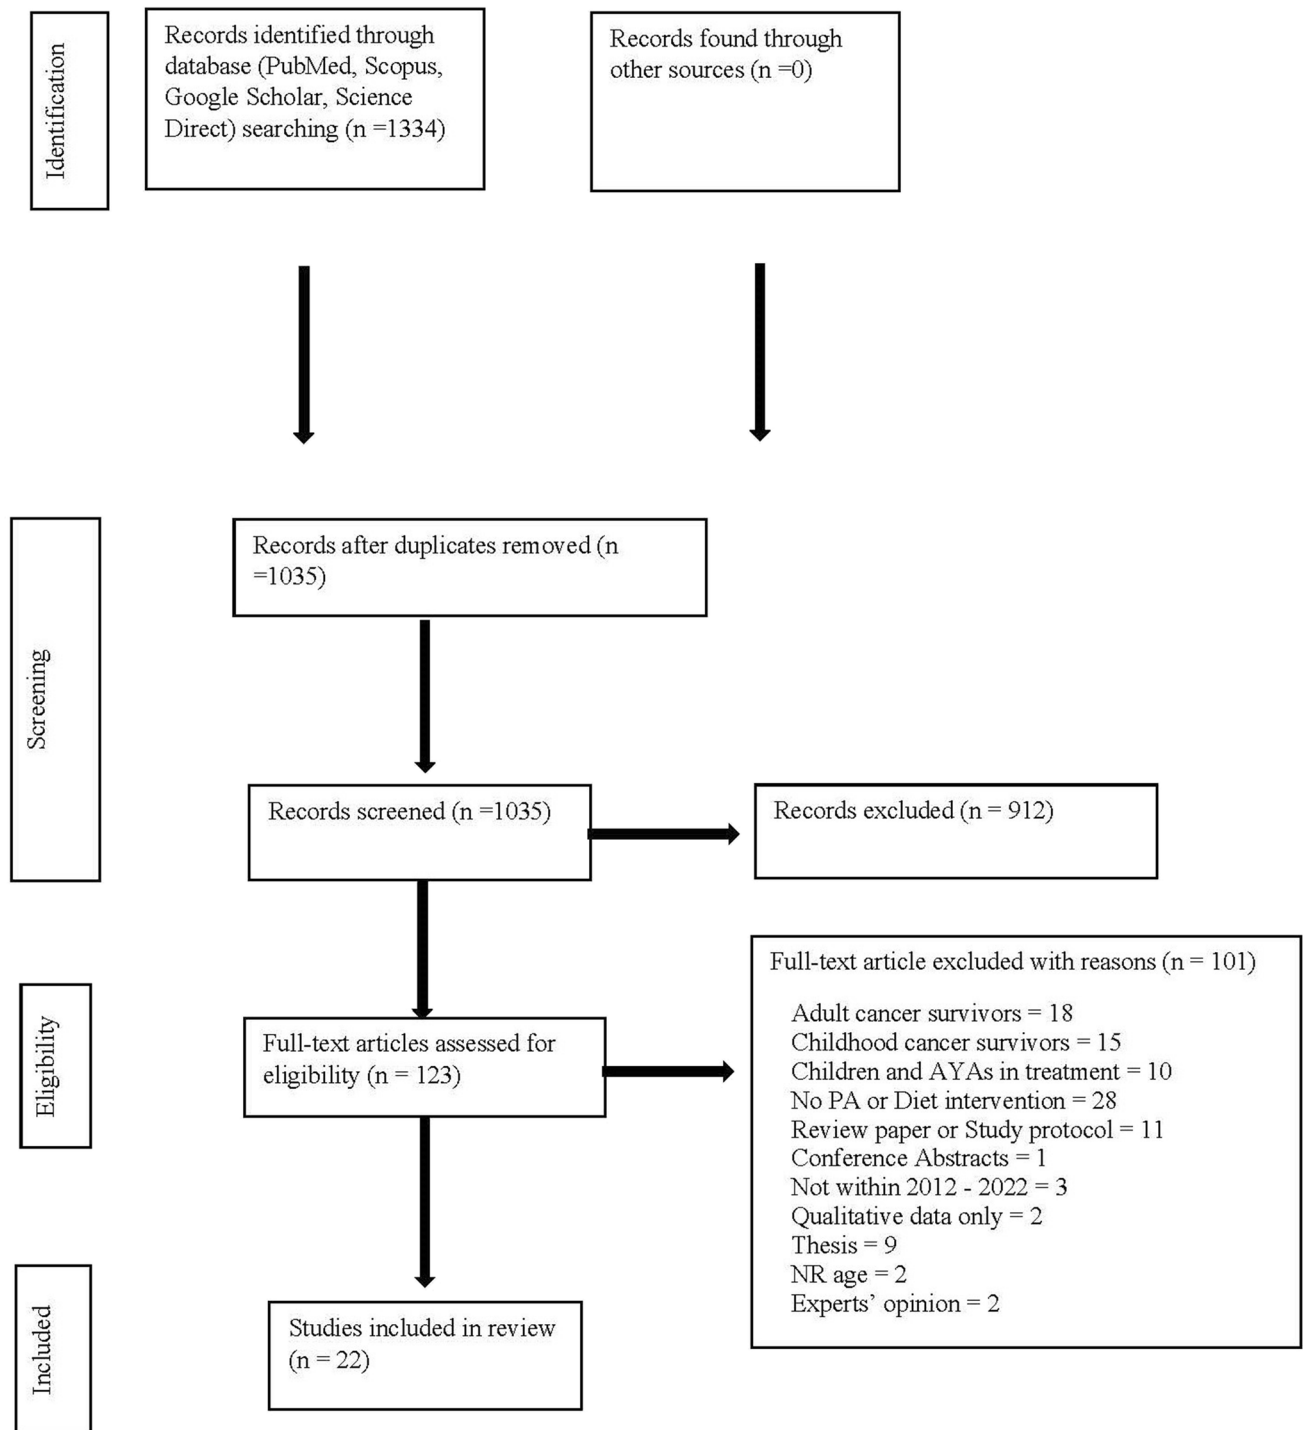 Identification
Records identified through
database (PubMed, Scopus,
Google Scholar, Science
Direct) searching (n =1334)
Records found through
other sources (n =0)
Screening
Records after duplicates removed (n
=1035)
Records screened (n =1035)
Records excluded (n = 912)
Eligibility
Full-text articles assessed for
eligibility (n = 123)
Full-text article excluded with reasons (n = 101)
Adult cancer survivors = 18
Childhood cancer survivors = 15
Children and AYAs in treatment = 10
No PA or Diet intervention = 28
Review paper or Study protocol = 11
Conference Abstracts = 1
Not within 2012 - 2022 = 3
Qualitative data only = 2
Thesis = 9
NR age = 2
Experts’ opinion = 2
Included
Studies included in review
(n = 22)